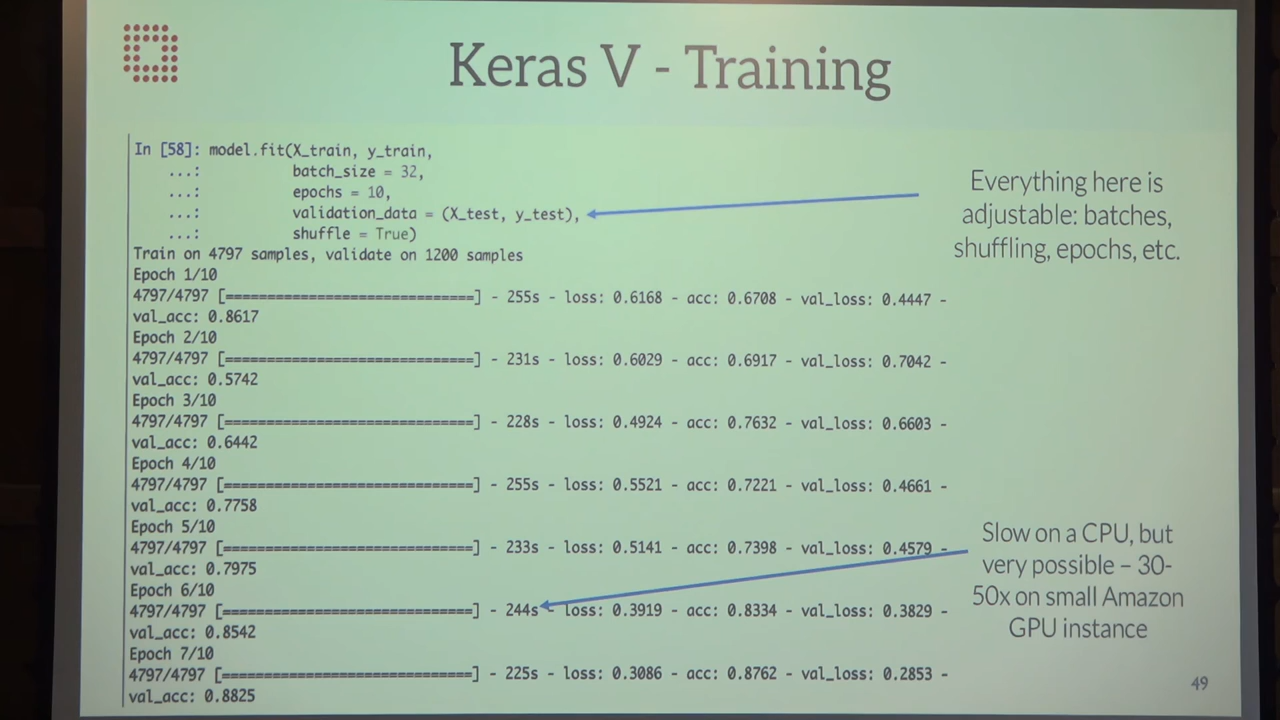 Keras V - Training
In [58]: model.fit(X_train, y_train,
...: batch_size = 32,
...: epochs = 10,
...: validation_data = (X_test, y_test),
...: shuffle = True)
Train on 4797 samples, validate on 1200 samples
Epoch 1/10
4797/4797 [==============================] - 255s - loss: 0.6168 - acc: 0.6708 - val_loss: 0.4447 -
val_acc: 0.8617
Epoch 2/10
4797/4797 [==============================] - 231s - loss: 0.6029 - acc: 0.6917 - val_loss: 0.7042 -
val_acc: 0.5742
Epoch 3/10
4797/4797 [==============================] - 228s - loss: 0.4924 - acc: 0.7632 - val_loss: 0.6603 -
val_acc: 0.6442
Epoch 4/10
4797/4797 [==============================] - 255s - loss: 0.5521 - acc: 0.7221 - val_loss: 0.4661 -
val_acc: 0.7758
Epoch 5/10
4797/4797 [==============================] - 233s - loss: 0.5141 - acc: 0.7398 - val_loss: 0.4579 -
val_acc: 0.7975
Epoch 6/10
4797/4797 [==============================] - 244s - loss: 0.3919 - acc: 0.8334 - val_loss: 0.3829 -
val_acc: 0.8542
Epoch 7/10
4797/4797 [==============================] - 225s - loss: 0.3086 - acc: 0.8762 - val_loss: 0.2853 -
val_acc: 0.8825
Everything here is
adjustable: batches,
shuffling, epochs, etc.
Slow on a CPU, but
very possible – 30-
50x on small Amazon
GPU instance
49